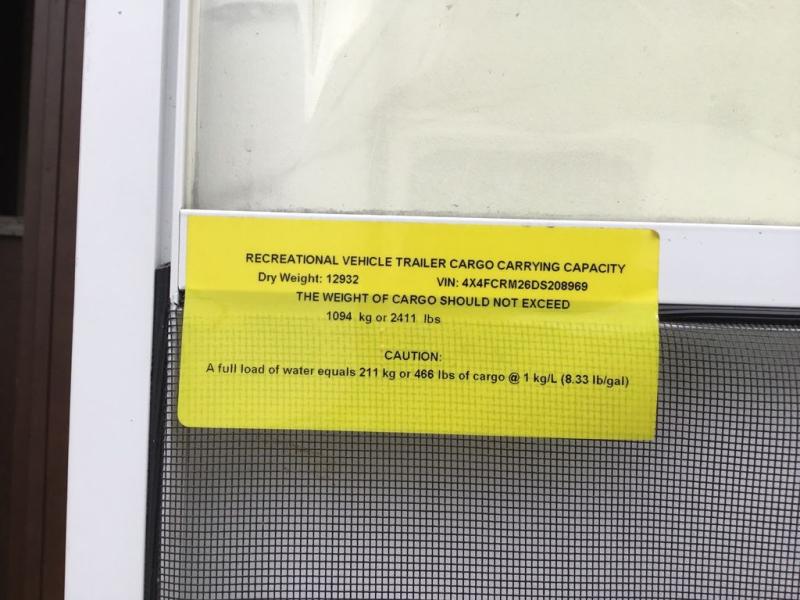 RECREATIONAL VEHICLE TRAILER CARGO CARRYING CAPACITY
Dry Weight: 12932 VIN: 4X4FCRM26DS208969
THE WEIGHT OF CARGO SHOULD NOT EXCEED
1094 kg or 2411 lbs
CAUTION:
A full load of water equals 211 kg or 466 lbs of cargo @ 1 kg/L (8.33 lb/gal)